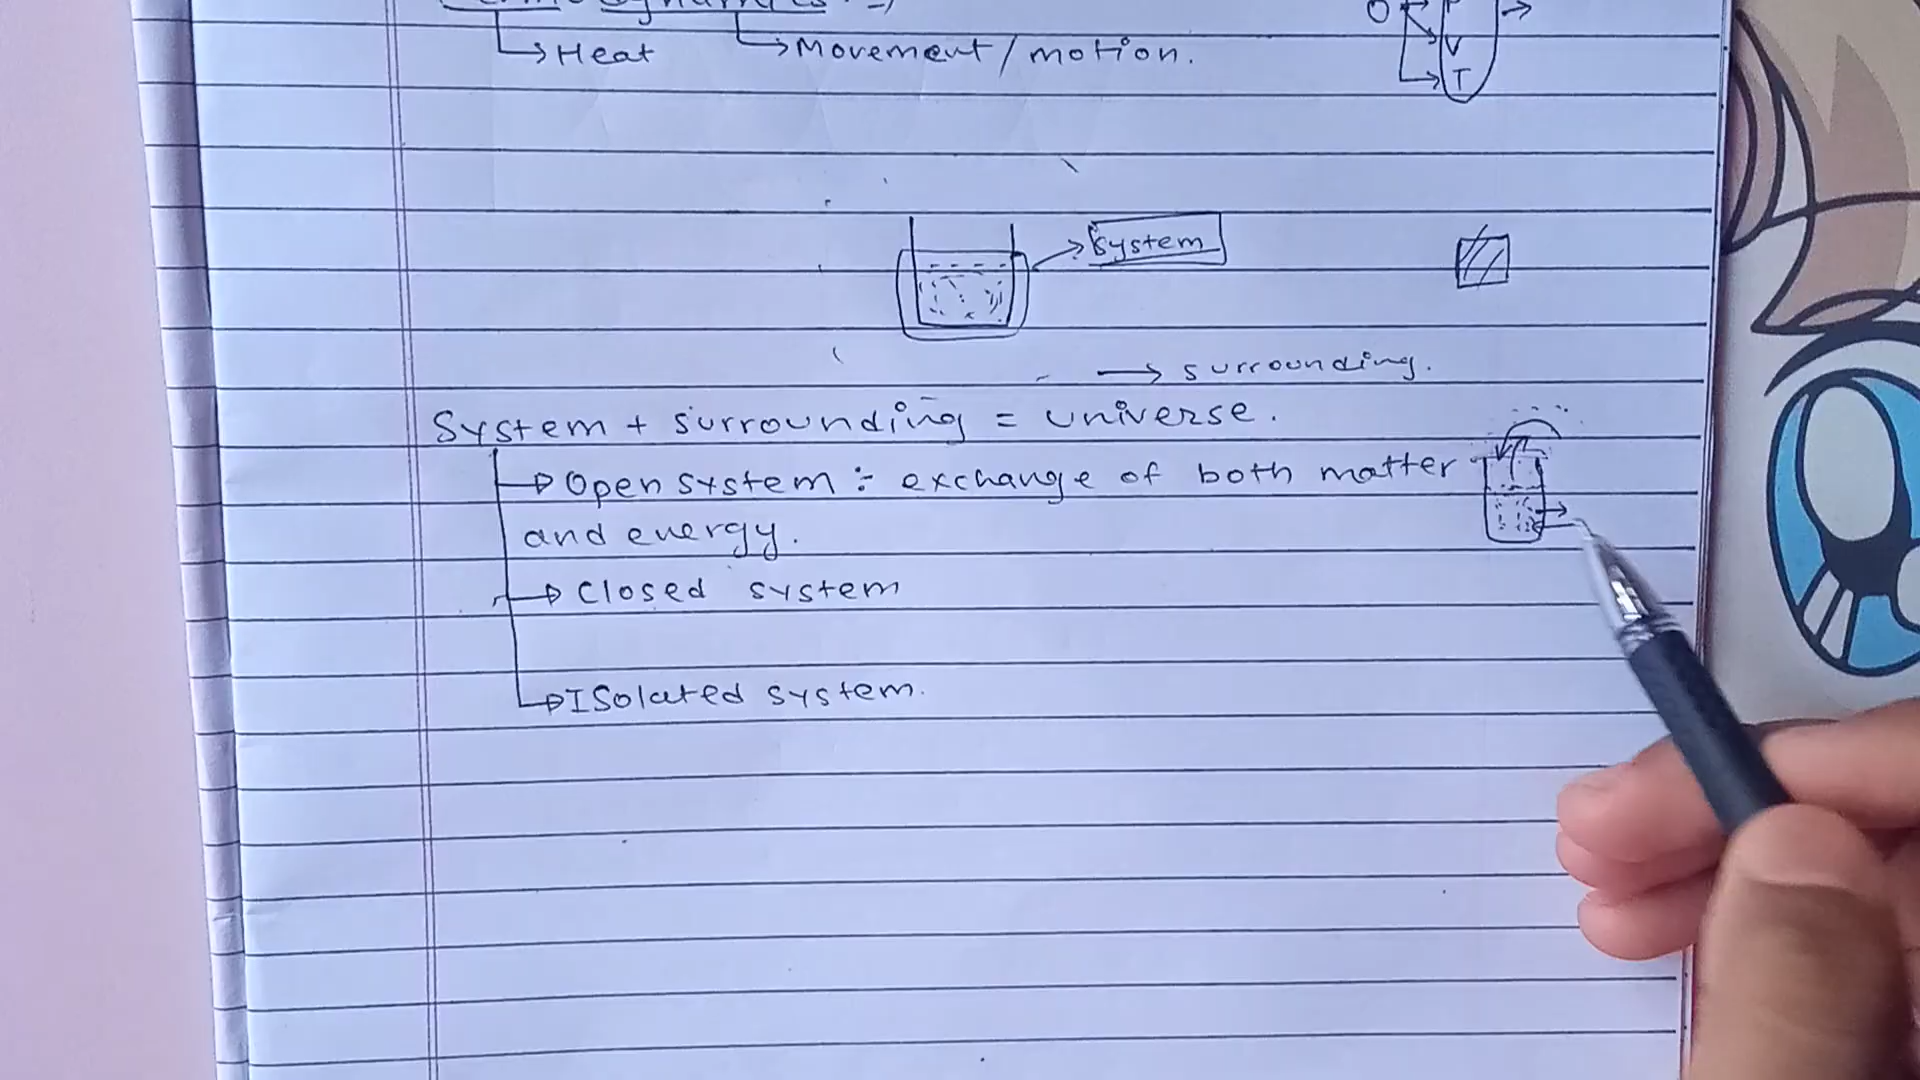 Heat Movement/motion.
P
V
T
System
surrounding.
System + surrounding = universe.
Open system : exchange of both matter
and energy.
Closed system
ISolated system.